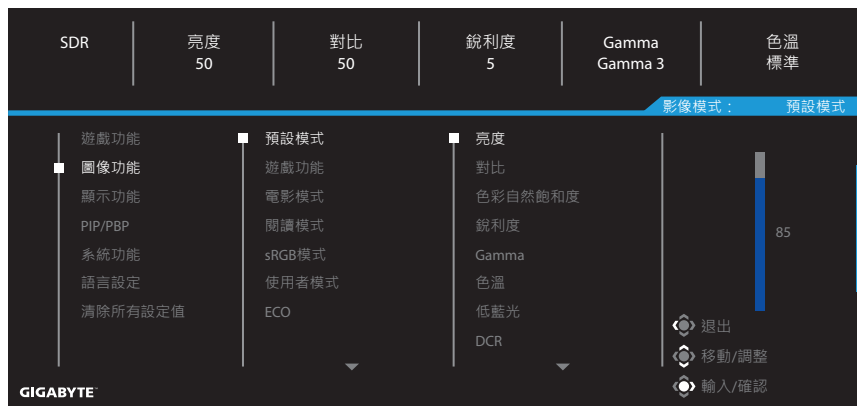 SDR
亮度
50
對比
50
銳利度
5
Gamma
Gamma 3
色溫
標準
影像模式： 預設模式
遊戲功能
圖像功能
顯示功能
PIP/PBP
系統功能
語言設定
清除所有設定值
預設模式
遊戲功能
電影模式
閱讀模式
sRGB模式
使用者模式
ECO
亮度
對比
色彩自然飽和度
銳利度
Gamma
色溫
低藍光
DCR
85
退出
移動/調整
輸入/確認
GIGABYTE™